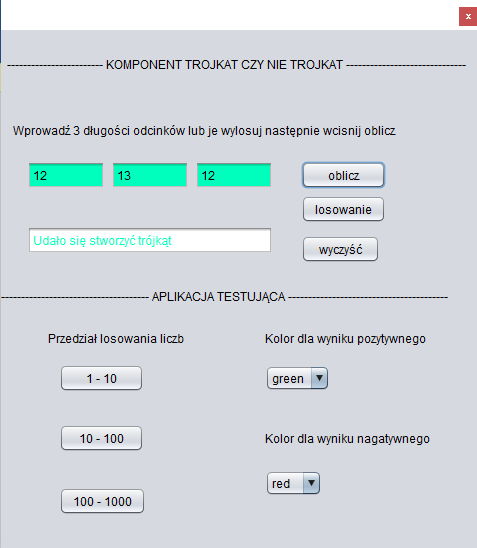 x
------------------------ KOMPONENT TROJKAT CZY NIE TROJKAT ------------------------------
Wprowadź 3 długości odcinków lub je wylosuj następnie wcisnij oblicz
12 13 12 oblicz
losowanie
Udało się stworzyć trójkąt
wyczyść
------------------------------------- APLIKACJA TESTUJĄCA ----------------------------------------
Przedział losowania liczb Kolor dla wyniku pozytywnego
1 - 10 green
10 - 100 Kolor dla wyniku nagatywnego
red
100 - 1000